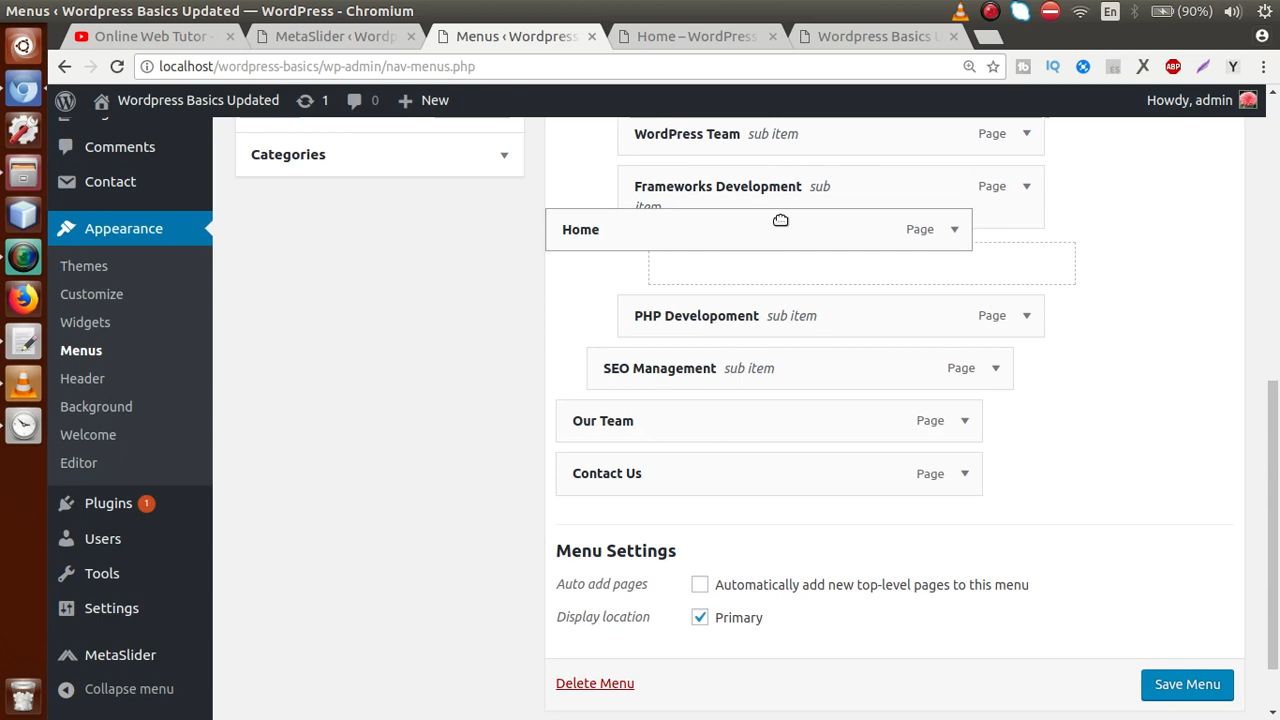 Menus ‹ Wordpress Basics Updated — WordPress - Chromium
En
(90%)
Online Web Tutor -
MetaSlider ‹ Wordp
Menus ‹ Wordpress
Home – WordPress
Wordpress Basics U
localhost/wordpress-basics/wp-admin/nav-menus.php
IQ
ES
X
ABP
Y
Wordpress Basics Updated
1
0
New
Howdy, admin
Comments
Contact
Appearance
Themes
Customize
Widgets
Menus
Header
Background
Welcome
Editor
Plugins 1
Users
Tools
Settings
MetaSlider
Collapse menu
Categories
WordPress Team sub item Page
Frameworks Development sub item Page
Home Page
PHP Developoment sub item Page
SEO Management sub item Page
Our Team Page
Contact Us Page
Menu Settings
Auto add pages Automatically add new top-level pages to this menu
Display location Primary
Delete Menu
Save Menu